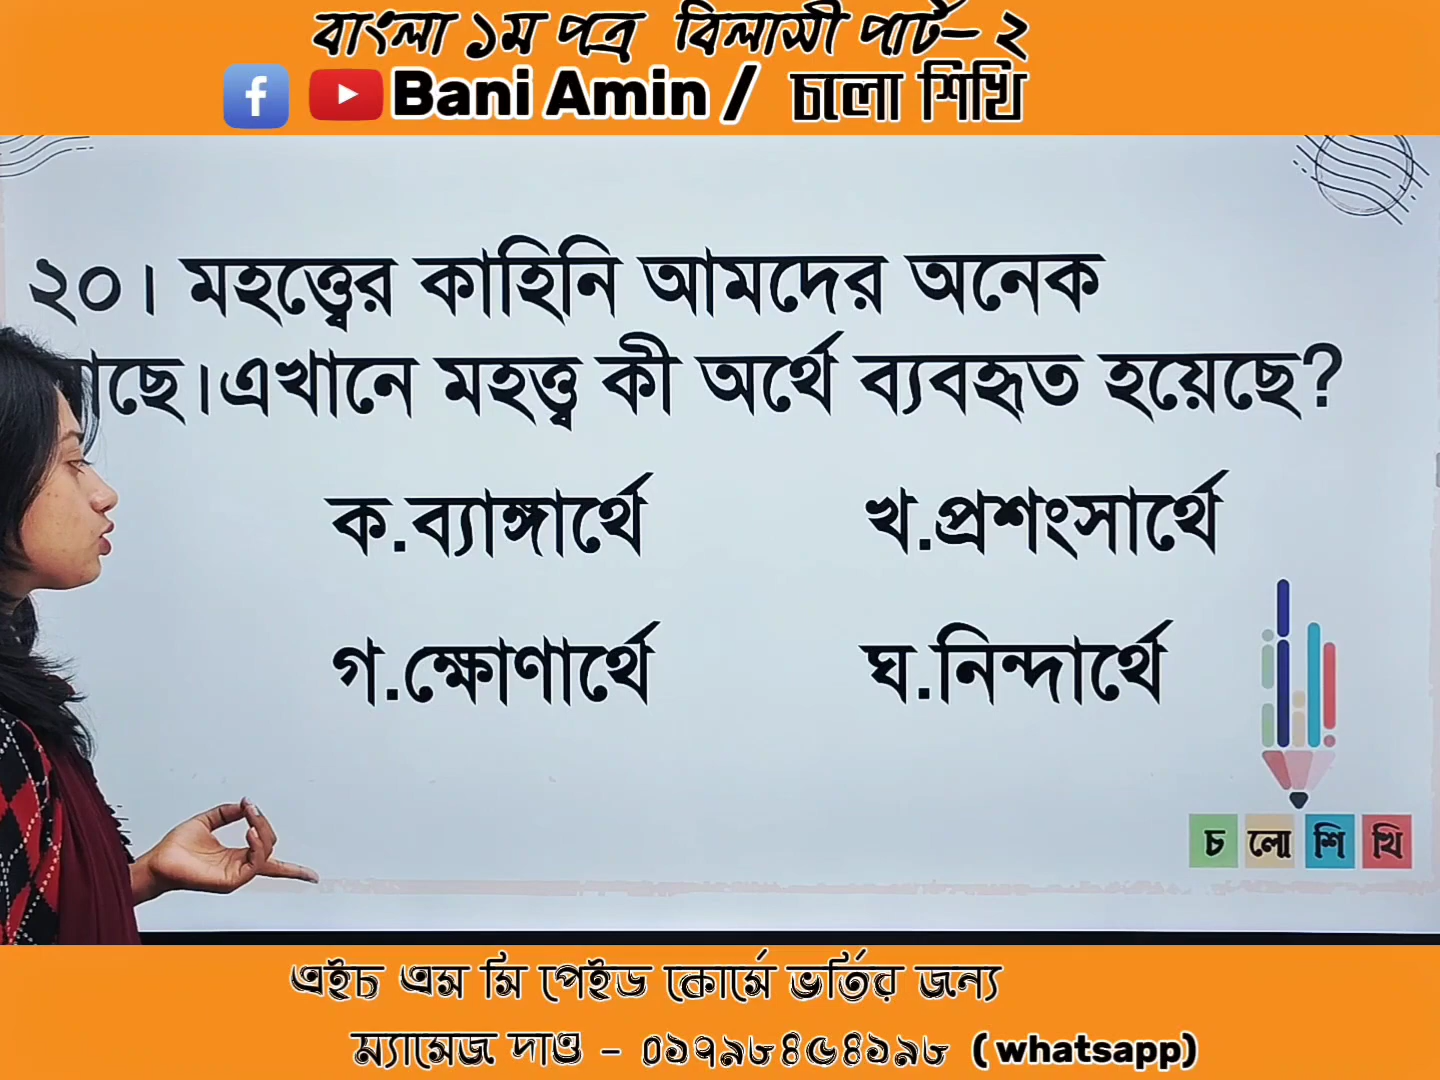 বাংলা ১ম পত্র বিলাসী পার্ট– ২
Bani Amin / চলো শিখি
২০। মহত্ত্বের কাহিনি আমদের অনেক
াছে।এখানে মহত্ত্ব কী অর্থে ব্যবহৃত হয়েছে?
ক.ব্যাঙ্গার্থে খ.প্রশংসার্থে
গ.ক্ষোণার্থে ঘ.নিন্দার্থে
চ লো শি খি
এইচ এস সি পেইড কোর্সে ভর্তির জন্য
ম্যাসেজ দাও – ০১৭৯৮৪৬৪১৯৮ ( whatsapp)